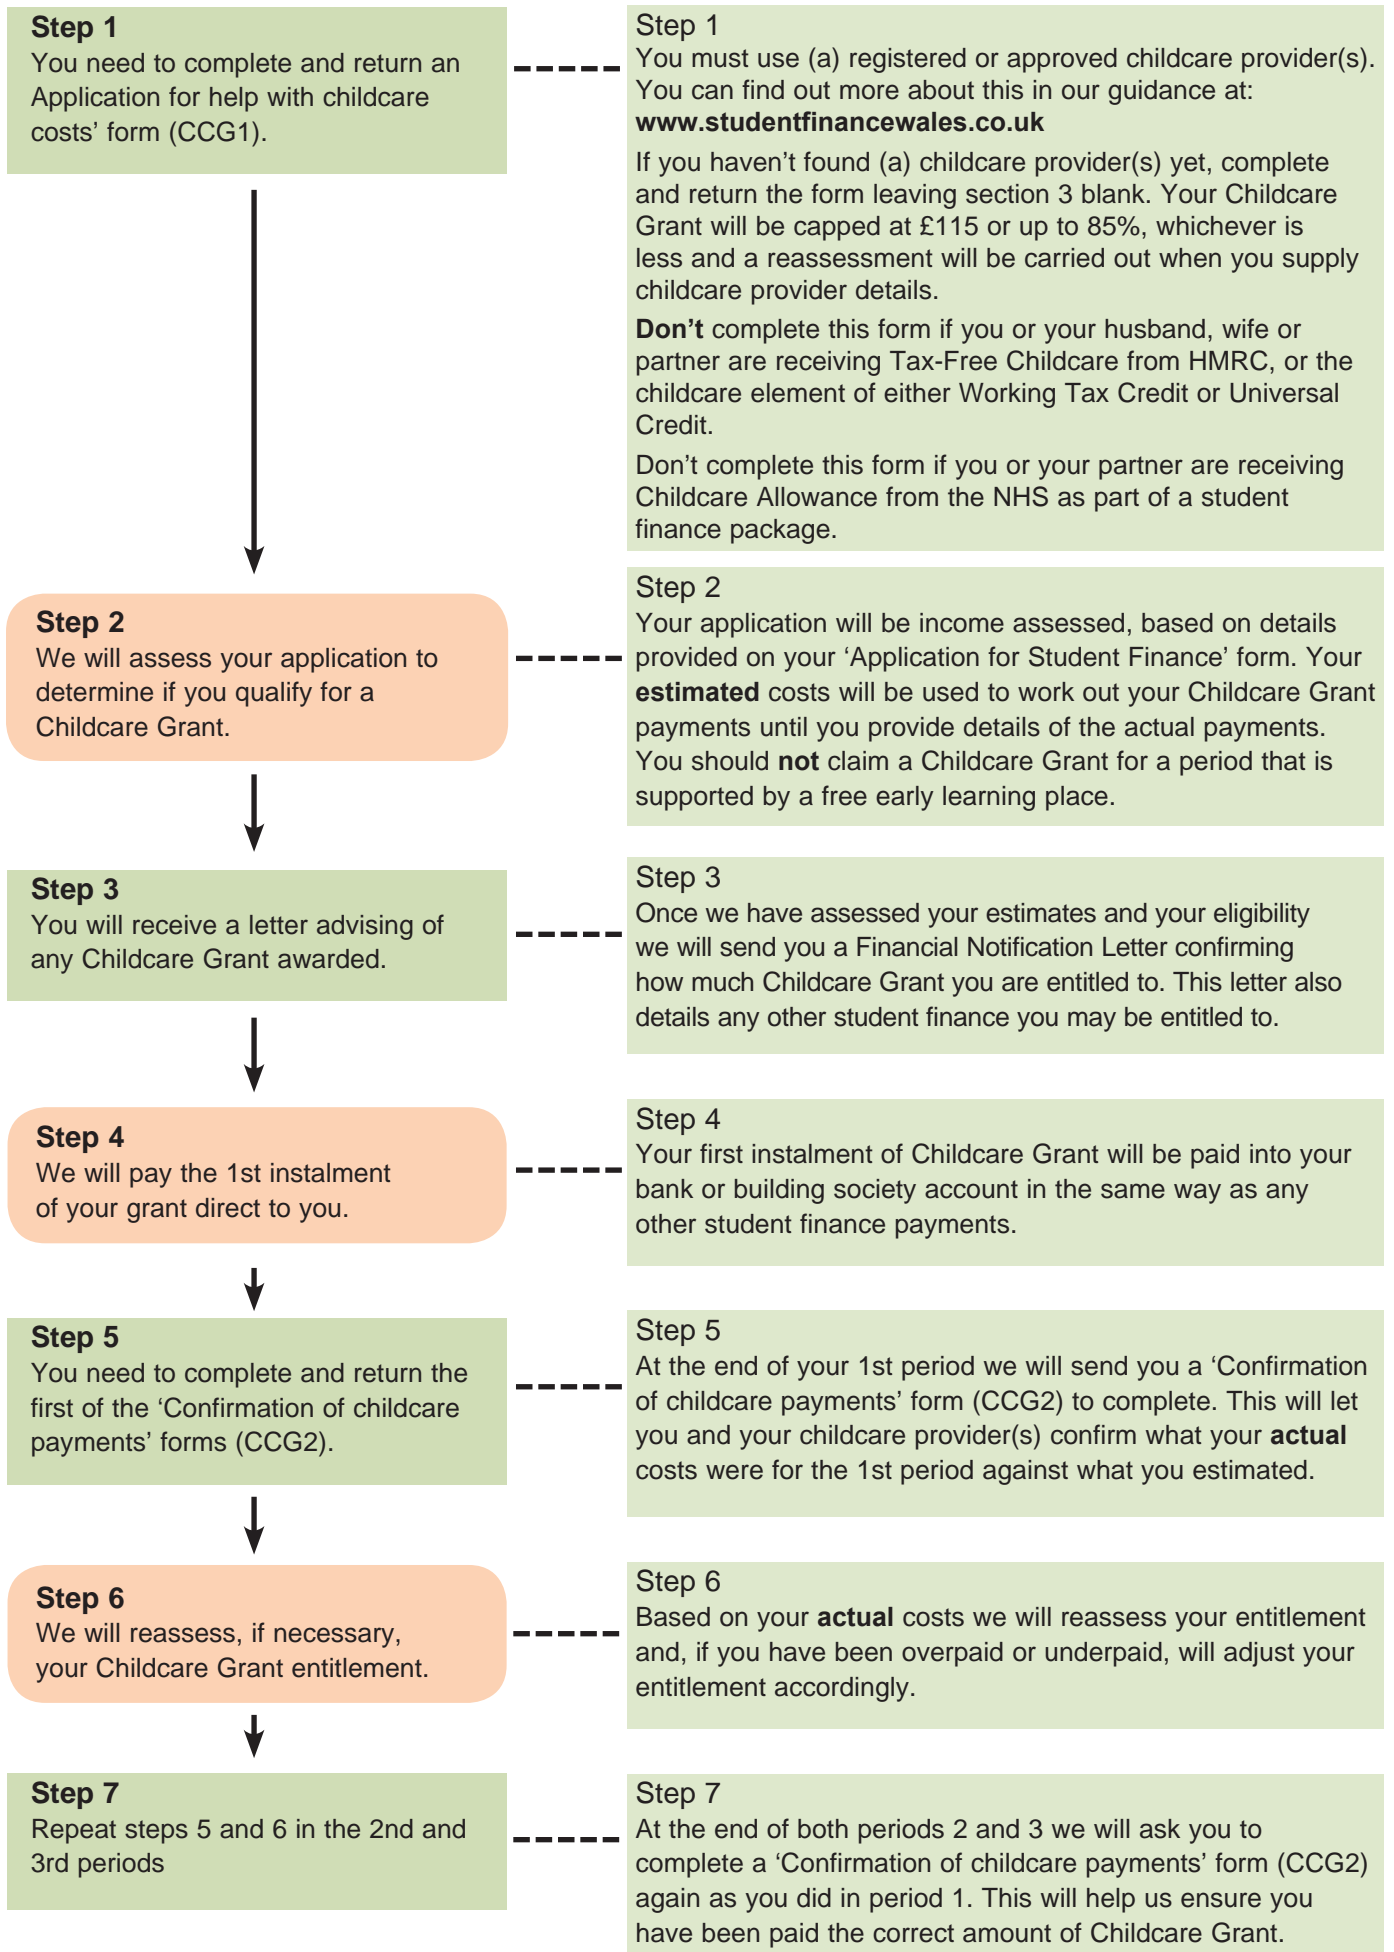 Step 1
You need to complete and return an
Application for help with childcare
costs’ form (CCG1).
Step 1
You must use (a) registered or approved childcare provider(s).
You can find out more about this in our guidance at:
www.studentfinancewales.co.uk
If you haven’t found (a) childcare provider(s) yet, complete
and return the form leaving section 3 blank. Your Childcare
Grant will be capped at £115 or up to 85%, whichever is
less and a reassessment will be carried out when you supply
childcare provider details.
Don’t complete this form if you or your husband, wife or
partner are receiving Tax-Free Childcare from HMRC, or the
childcare element of either Working Tax Credit or Universal
Credit.
Don’t complete this form if you or your partner are receiving
Childcare Allowance from the NHS as part of a student
finance package.
Step 2
We will assess your application to
determine if you qualify for a
Childcare Grant.
Step 2
Your application will be income assessed, based on details
provided on your ‘Application for Student Finance’ form. Your
estimated costs will be used to work out your Childcare Grant
payments until you provide details of the actual payments.
You should not claim a Childcare Grant for a period that is
supported by a free early learning place.
Step 3
You will receive a letter advising of
any Childcare Grant awarded.
Step 3
Once we have assessed your estimates and your eligibility
we will send you a Financial Notification Letter confirming
how much Childcare Grant you are entitled to. This letter also
details any other student finance you may be entitled to.
Step 4
We will pay the 1st instalment
of your grant direct to you.
Step 4
Your first instalment of Childcare Grant will be paid into your
bank or building society account in the same way as any
other student finance payments.
Step 5
You need to complete and return the
first of the ‘Confirmation of childcare
payments’ forms (CCG2).
Step 5
At the end of your 1st period we will send you a ‘Confirmation
of childcare payments’ form (CCG2) to complete. This will let
you and your childcare provider(s) confirm what your actual
costs were for the 1st period against what you estimated.
Step 6
We will reassess, if necessary,
your Childcare Grant entitlement.
Step 6
Based on your actual costs we will reassess your entitlement
and, if you have been overpaid or underpaid, will adjust your
entitlement accordingly.
Step 7
Repeat steps 5 and 6 in the 2nd and
3rd periods
Step 7
At the end of both periods 2 and 3 we will ask you to
complete a ‘Confirmation of childcare payments’ form (CCG2)
again as you did in period 1. This will help us ensure you
have been paid the correct amount of Childcare Grant.